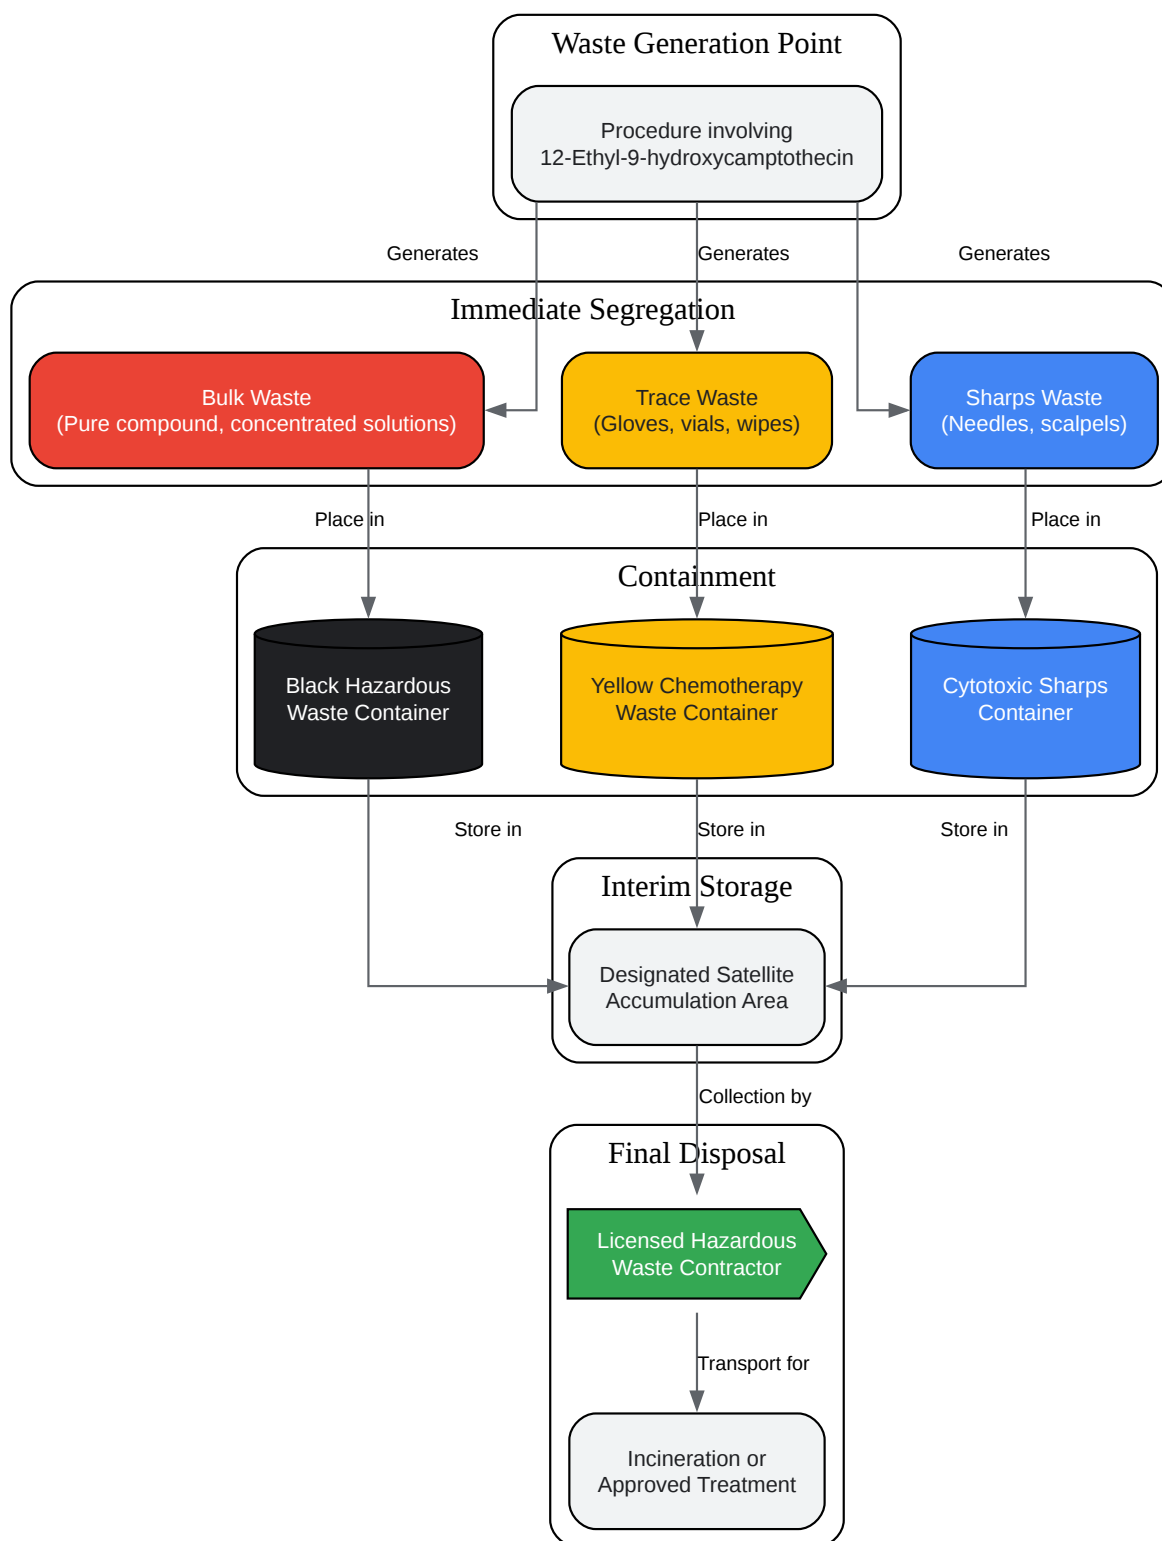 Waste Generation Point
Procedure involving
12-Ethyl-9-hydroxycamptothecin
Generates
Generates
Generates
Immediate Segregation
Bulk Waste
(Pure compound, concentrated solutions)
Trace Waste
(Gloves, vials, wipes)
Sharps Waste
(Needles, scalpels)
Place in
Place in
Place in
Containment
Black Hazardous
Waste Container
Yellow Chemotherapy
Waste Container
Cytotoxic Sharps
Container
Store in
Store in
Store in
Interim Storage
Designated Satellite
Accumulation Area
Collection by
Final Disposal
Licensed Hazardous
Waste Contractor
Transport for
Incineration or
Approved Treatment